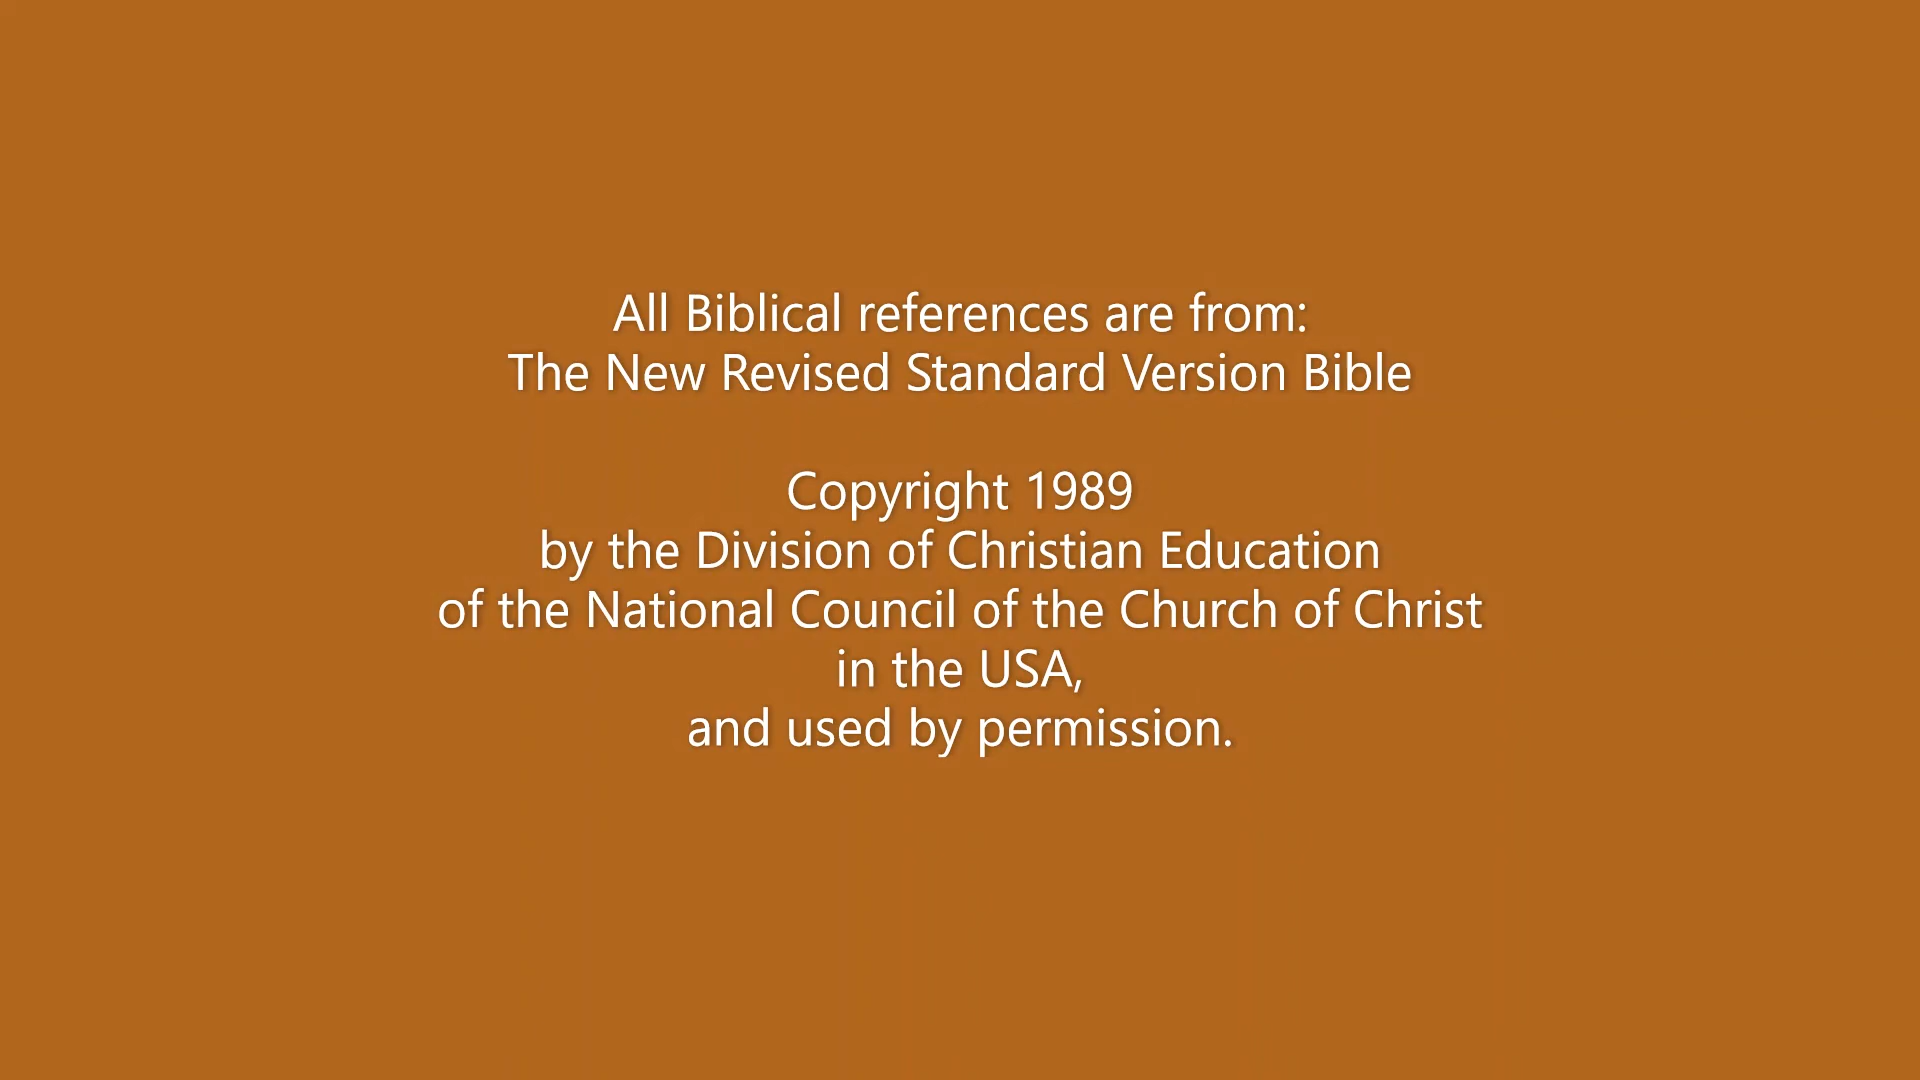 All Biblical references are from:
The New Revised Standard Version Bible
Copyright 1989
by the Division of Christian Education
of the National Council of the Church of Christ
in the USA,
and used by permission.